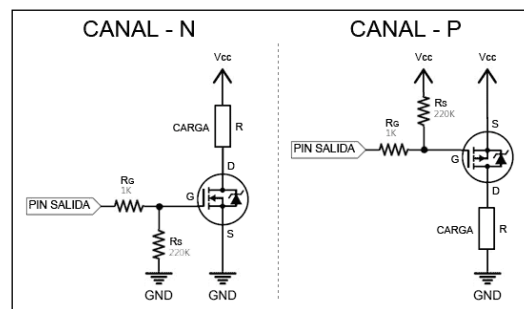 CANAL - N
Vcc
CARGA
R
D
RG
1K
PIN SALIDA
G
S
RS
220K
GND
GND
CANAL - P
Vcc
Vcc
RS
220K
S
RG
1K
PIN SALIDA
G
D
CARGA
R
GND